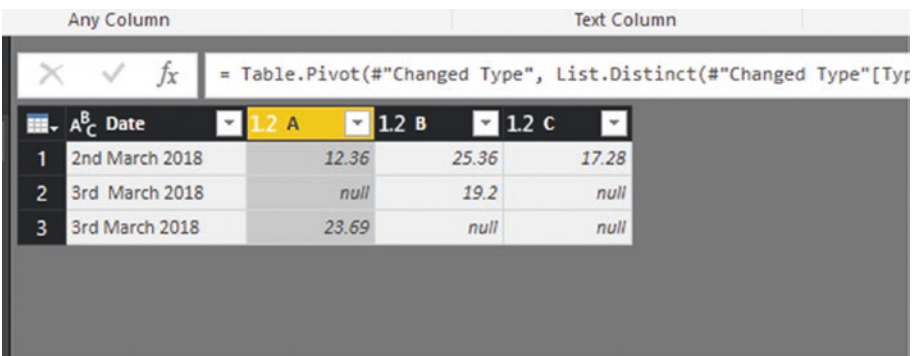 Any Column Text Column
fx = Table.Pivot(#"Changed Type", List.Distinct(#"Changed Type"[Typ
ABC Date 1.2 A 1.2 B 1.2 C
1 2nd March 2018 12.36 25.36 17.28
2 3rd  March 2018 null 19.2 null
3 3rd March 2018 23.69 null null